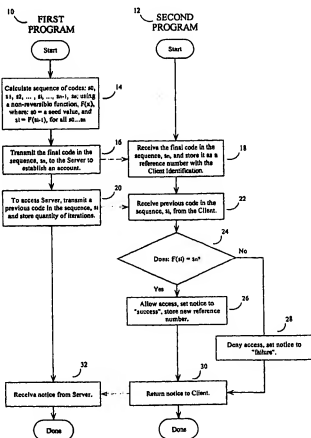 10
FIRST
PROGRAM
Start
Calculate sequence of codes: s0,
s1, s2, ... , si, ..., sn-1, sn; using
a non-reversible function, F(x),
where: s0 = a seed value, and
si = F(si-1), for all s0...sn
14
Transmit the final code in the
sequence, sn, to the Server to
establish an account.
16
To access Server, transmit a
previous code in the sequence, si
and store quantity of iterations.
20
Receive notice from Server.
32
Done
12
SECOND
PROGRAM
Start
Receive the final code in the
sequence, sn, and store it as a
reference number with the
Client Identification.
18
Receive previous code in the
sequence, si, from the Client.
22
24
Does: F(si) = sn?
No
Yes
Allow access, set notice to
"success", store new reference
number.
26
28
Deny access, set notice to
"failure".
30
Return notice to Client.
Done